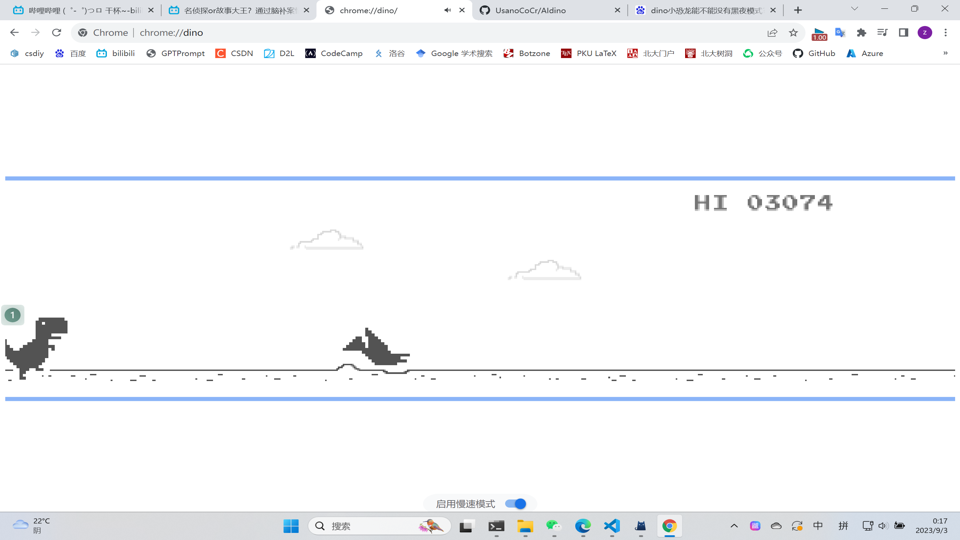 哔哩哔哩 (゜-゜)つロ 干杯~-bili
名侦探or故事大王？通过脑补案
chrome://dino/
UsanoCoCr/AIdino
dino小恐龙能不能没有黑夜模式
Chrome | chrome://dino
1.00
z
csdiy
百度
bilibili
GPTPrompt
CSDN
D2L
CodeCamp
洛谷
Google 学术搜索
Botzone
PKU LaTeX
北大门户
北大树洞
公众号
GitHub
Azure
»
HI 03074
1
启用慢速模式
22°C
阴
搜索
中
拼
0:17
2023/9/3